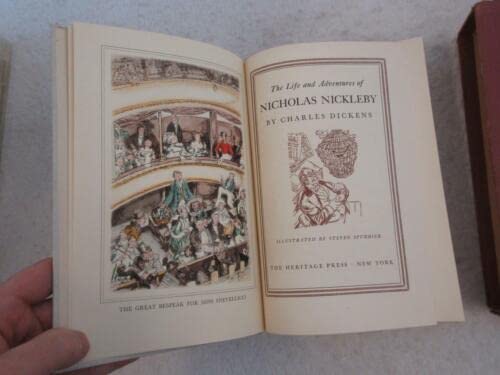 THE GREAT BESPEAK FOR MISS SNEVELLICCI
The Life and Adventures of
NICHOLAS NICKLEBY
BY CHARLES DICKENS
ILLUSTRATED BY STEVEN SPURRIER
THE HERITAGE PRESS · NEW YORK